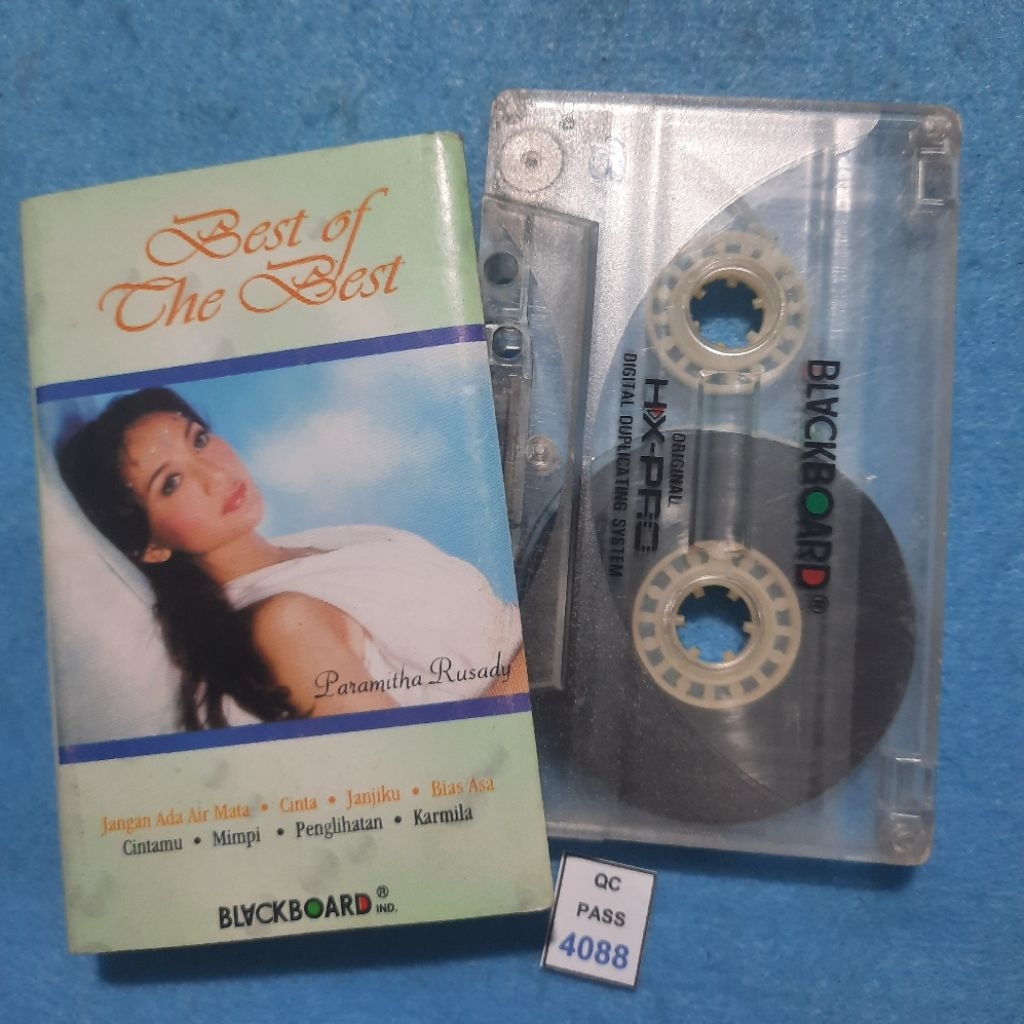 Best of
The Best
Paramitha Rusady
Jangan Ada Air Mata • Cinta • Janjiku • Bias Asa
Cintamu • Mimpi • Penglihatan • Karmila
BLACKBOARD® IND.
B
BLACKBOARD®
ORIGINAL
HX-PRO
DIGITAL DUPLICATING SYSTEM
QC
PASS
4088